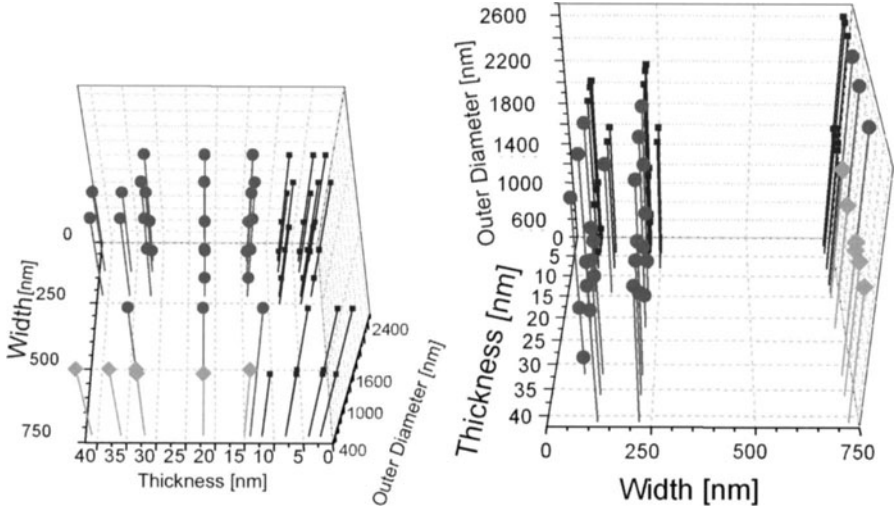 0
250
500
750
Width[nm]
40 35 30 25 20 15 10 5 0
Thickness [nm]
400
1000
1600
2400
Outer Diameter [nm]
2600
2200
1800
1400
1000
600
Outer Diameter [nm]
0
5
10
15
20
25
30
35
40
Thickness [nm]
0 250 500 750
Width [nm]